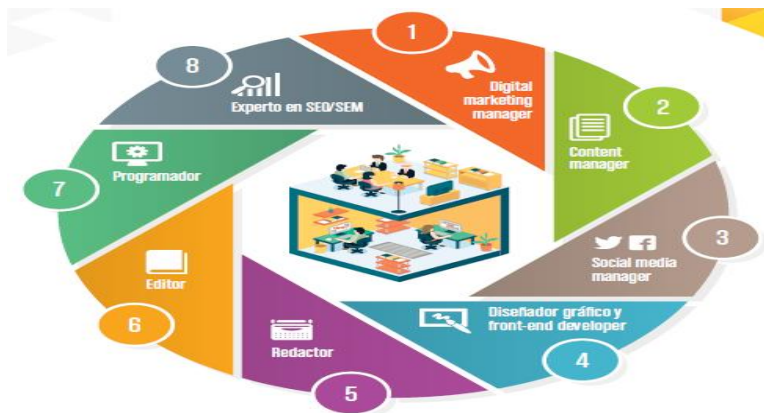 1
Digital
marketing
manager
2
Content
manager
3
Social media
manager
4
Diseñador gráfico y
front-end developer
5
Redactor
6
Editor
7
Programador
8
Experto en SEO/SEM